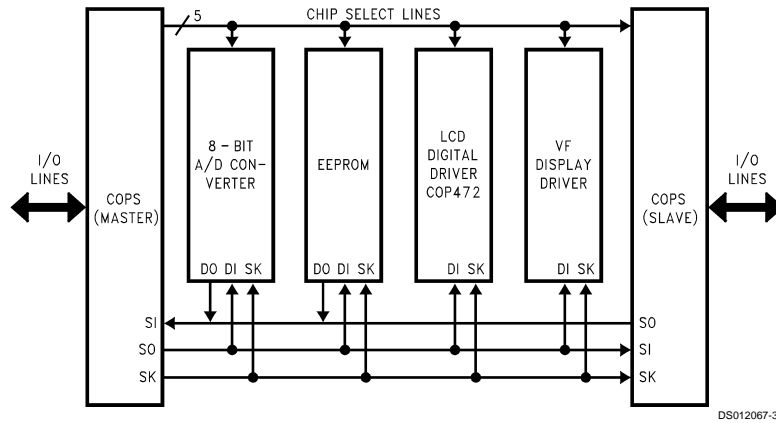 5
CHIP SELECT LINES
I/O
LINES
COPS
(MASTER)
8 – BIT
A/D CON-
VERTER
DO DI SK
EEPROM
DO DI SK
LCD
DIGITAL
DRIVER
COP472
DI SK
VF
DISPLAY
DRIVER
DI SK
COPS
(SLAVE)
I/O
LINES
SI
SO
SK
SO
SI
SK
DS012067-3